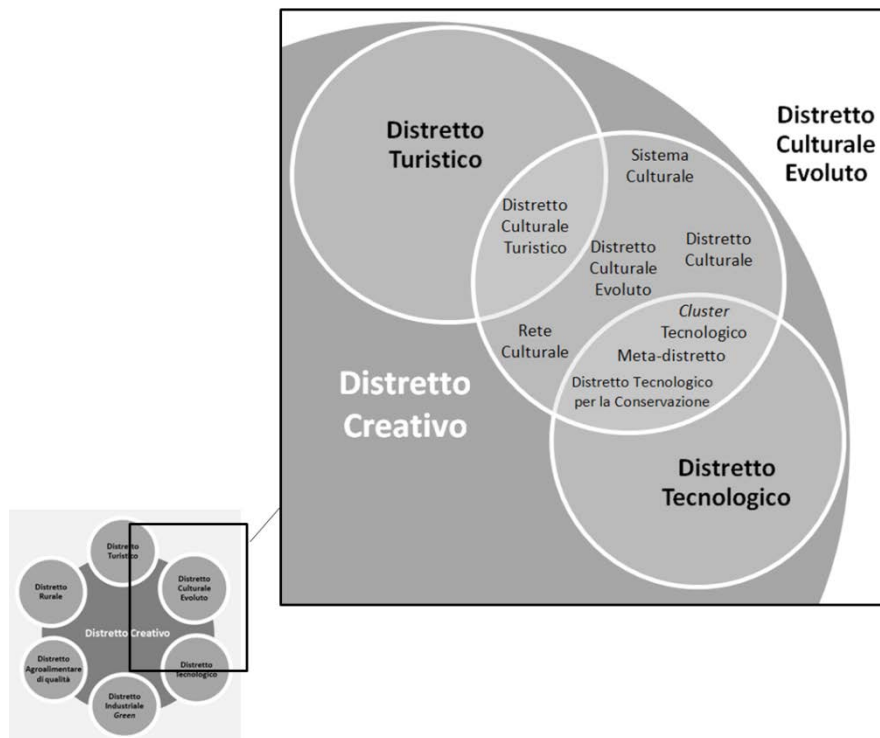 Distretto
Turistico
Distretto
Culturale
Evoluto
Sistema
Culturale
Distretto
Culturale
Turistico
Distretto
Culturale
Evoluto
Distretto
Culturale
Rete
Culturale
Cluster
Tecnologico
Meta-distretto
Distretto Tecnologico
per la Conservazione
Distretto
Creativo
Distretto
Tecnologico
Distretto
Turistico
Distretto
Rurale
Distretto
Culturale
Evoluto
Distretto Creativo
Distretto
Agroalimentare
di qualità
Distretto
Tecnologico
Distretto
Industriale
Green